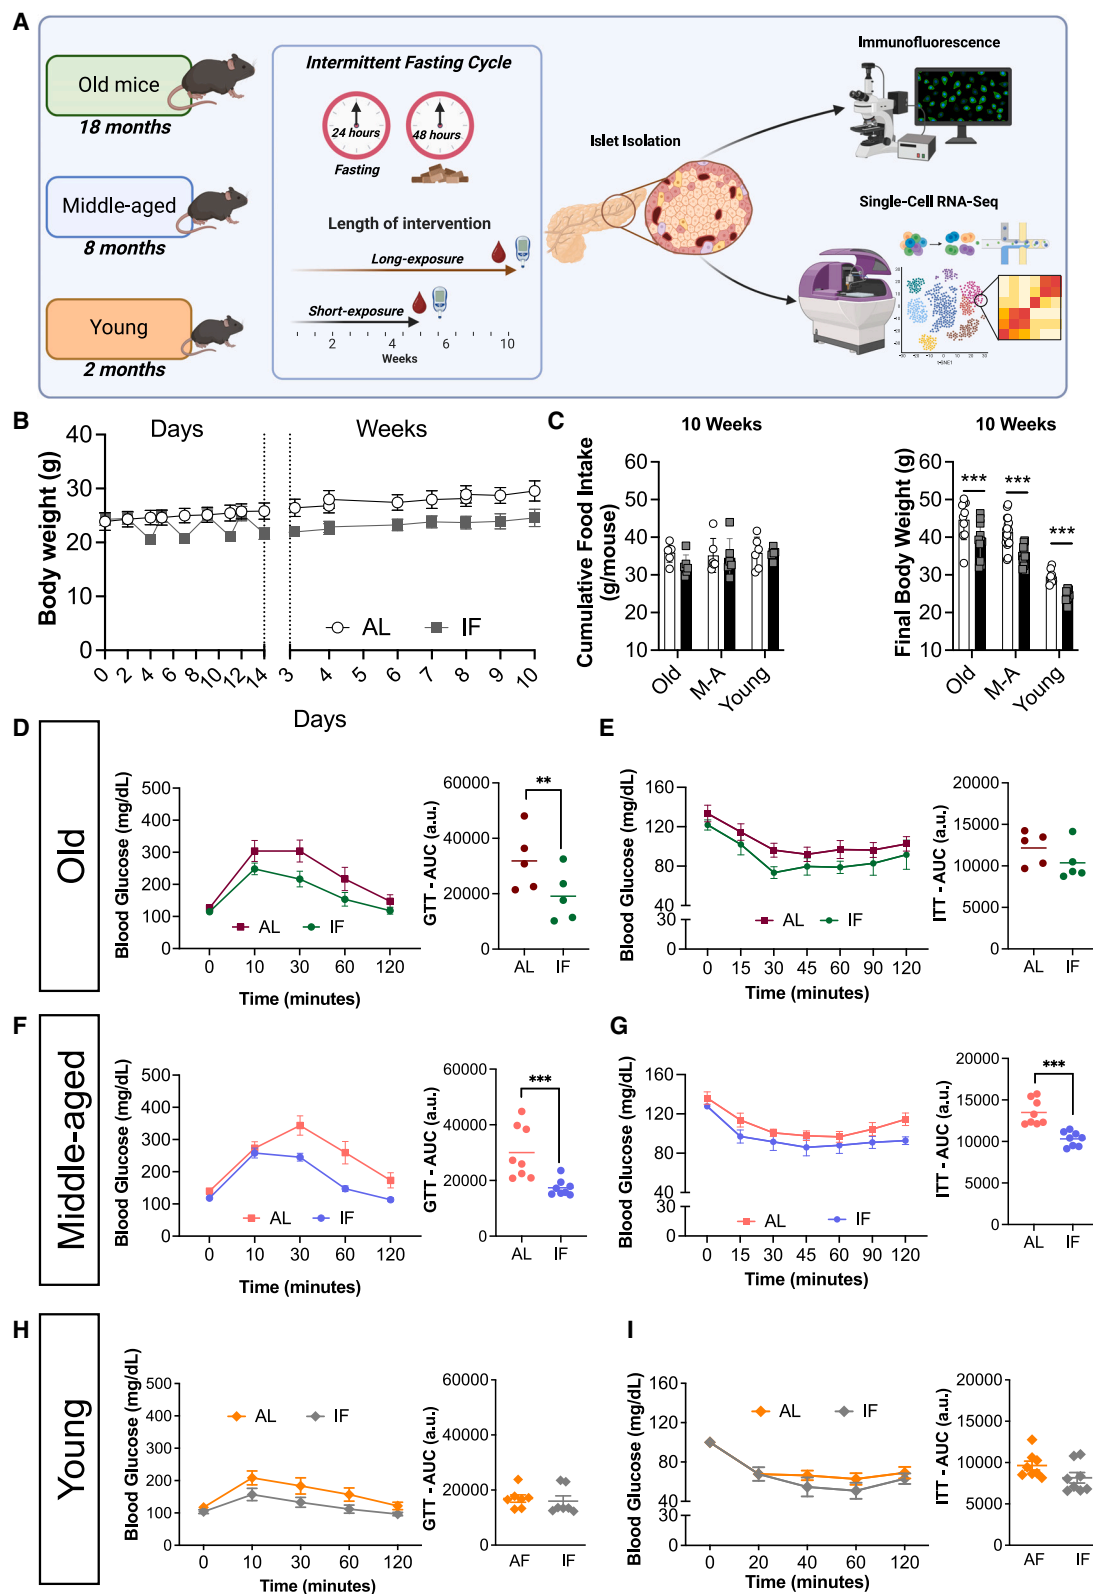 A
Old mice
18 months
Middle-aged
8 months
Young
2 months
Intermittent Fasting Cycle
24 hours
48 hours
Fasting
Length of intervention
Long-exposure
Short-exposure
2 4 6 8 10
Weeks
Islet Isolation
Immunofluorescence
Single-Cell RNA-Seq
t-SNE1
B
Days
Weeks
Body weight (g)
40
30
20
10
0
AL
IF
0 2 4 6 8 10 12 14 3 4 5 6 7 8 9 10
Days
C
10 Weeks
Cumulative Food Intake
(g/mouse)
60
50
40
30
20
10
Old
M-A
Young
10 Weeks
Final Body Weight (g)
60
50
40
30
20
10
***
***
***
Old
M-A
Young
Old
D
Blood Glucose (mg/dL)
500
400
300
200
100
0
AL
IF
0 10 30 60 120
Time (minutes)
GTT - AUC (a.u.)
60000
40000
20000
0
**
AL IF
E
Blood Glucose (mg/dL)
160
120
80
40
30
0
AL
IF
0 15 30 45 60 90 120
Time (minutes)
ITT - AUC (a.u.)
20000
15000
10000
5000
0
AL IF
Middle-aged
F
Blood Glucose (mg/dL)
500
400
300
200
100
0
AL
IF
0 10 30 60 120
Time (minutes)
GTT - AUC (a.u.)
60000
40000
20000
0
***
AL IF
G
Blood Glucose (mg/dL)
160
120
80
40
30
0
AL
IF
0 15 30 45 60 90 120
Time (minutes)
ITT - AUC (a.u.)
20000
15000
10000
5000
0
***
AL IF
Young
H
Blood Glucose (mg/dL)
500
400
300
200
100
0
AL
IF
0 10 30 60 120
Time (minutes)
GTT - AUC (a.u.)
60000
40000
20000
0
AF IF
I
Blood Glucose (mg/dL)
160
120
80
40
30
0
AL
IF
0 20 40 60 120
Time (minutes)
ITT - AUC (a.u.)
20000
15000
10000
5000
0
AF IF